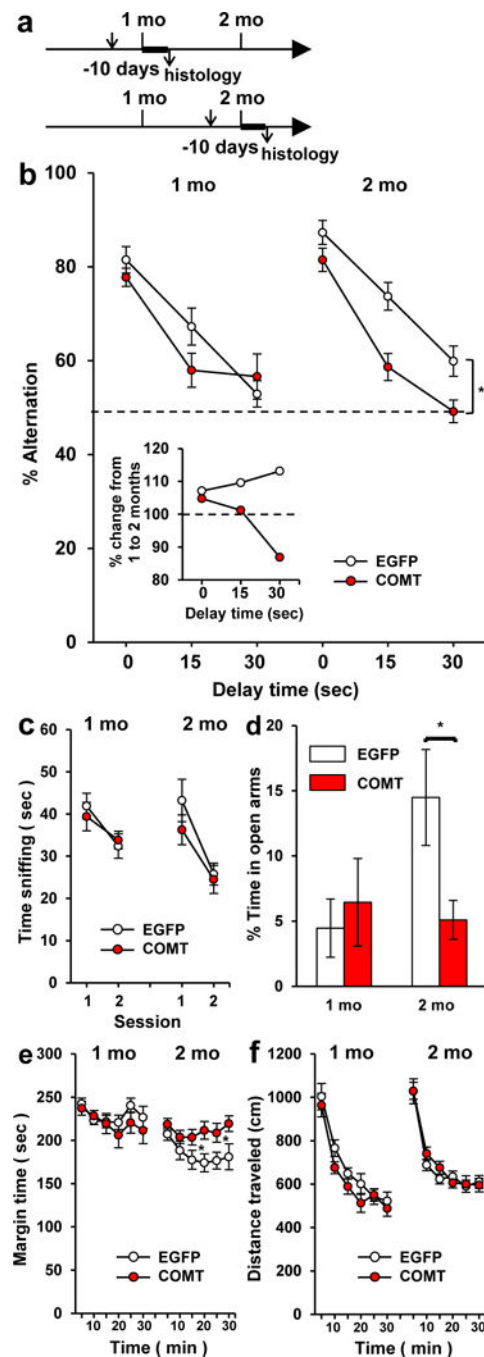 a
1 mo 2 mo
-10 days histology
1 mo 2 mo
-10 days histology
b
1 mo 2 mo
100
80
60
40
20
0
% Alternation
*
120
110
100
90
80
% change from
1 to 2 months
0 15 30
Delay time (sec)
EGFP
COMT
0 15 30 0 15 30
Delay time (sec)
c
1 mo 2 mo
60
50
40
30
20
10
0
Time sniffing ( sec )
EGFP
COMT
1 2 1 2
Session
d
20
15
10
5
0
% Time in open arms
EGFP
COMT
*
1 mo 2 mo
e
1 mo 2 mo
300
250
200
150
100
50
0
Margin time ( sec )
* *
EGFP
COMT
10 20 30 10 20 30
Time ( min )
f
1 mo 2 mo
1200
1000
800
600
400
200
0
Distance traveled (cm)
EGFP
COMT
10 20 30 10 20 30
Time ( min )